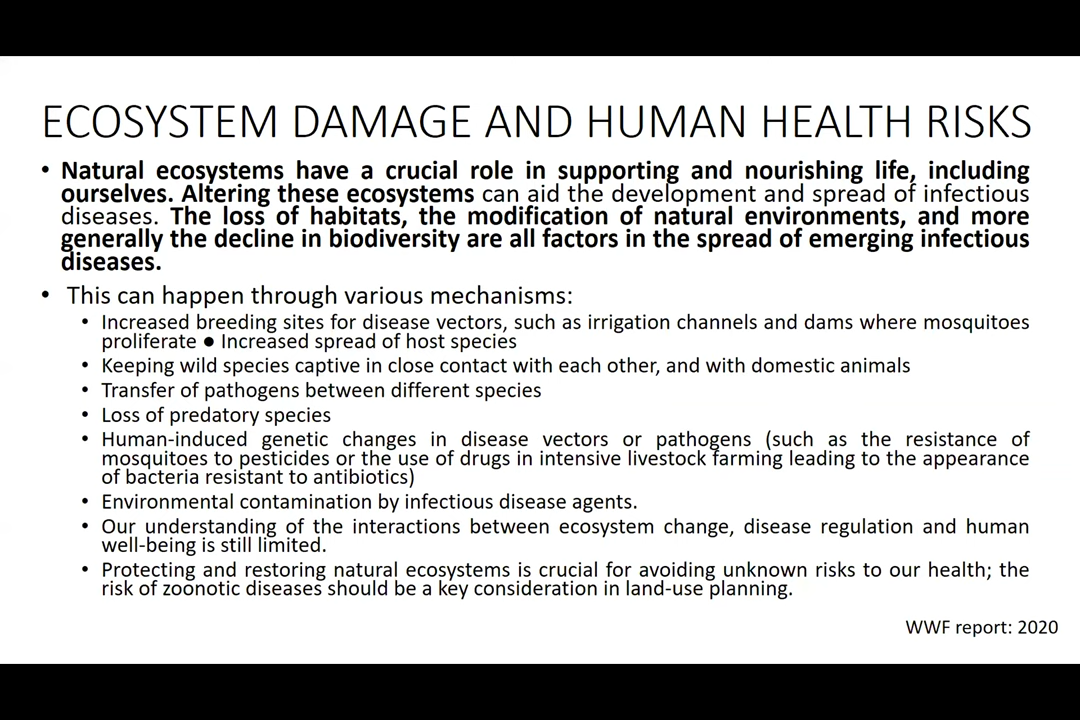 ECOSYSTEM DAMAGE AND HUMAN HEALTH RISKS
• Natural ecosystems have a crucial role in supporting and nourishing life, including
ourselves. Altering these ecosystems can aid the development and spread of infectious
diseases. The loss of habitats, the modification of natural environments, and more
generally the decline in biodiversity are all factors in the spread of emerging infectious
diseases.
• This can happen through various mechanisms:
• Increased breeding sites for disease vectors, such as irrigation channels and dams where mosquitoes
proliferate ● Increased spread of host species
• Keeping wild species captive in close contact with each other, and with domestic animals
• Transfer of pathogens between different species
• Loss of predatory species
• Human-induced genetic changes in disease vectors or pathogens (such as the resistance of
mosquitoes to pesticides or the use of drugs in intensive livestock farming leading to the appearance
of bacteria resistant to antibiotics)
• Environmental contamination by infectious disease agents.
• Our understanding of the interactions between ecosystem change, disease regulation and human
well-being is still limited.
• Protecting and restoring natural ecosystems is crucial for avoiding unknown risks to our health; the
risk of zoonotic diseases should be a key consideration in land-use planning.
WWF report: 2020